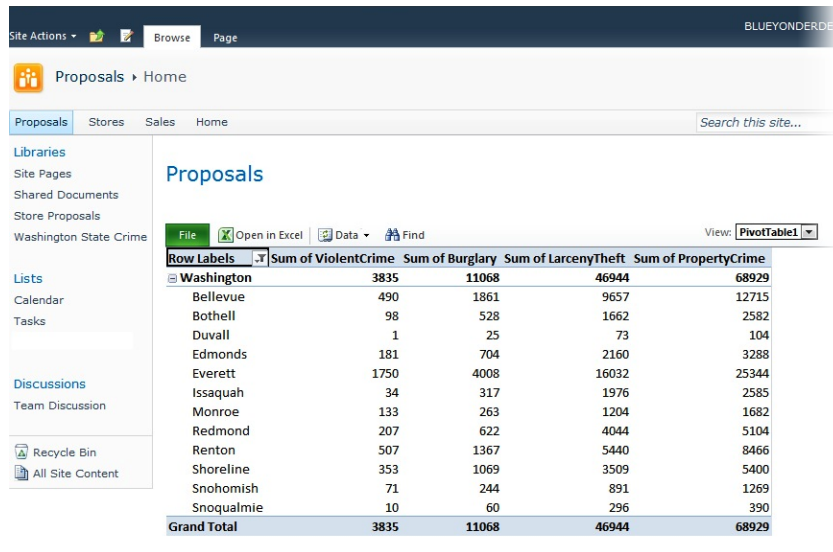 BLUEYONDERDE
Site Actions Browse Page
Proposals Home
Proposals Stores Sales Home Search this site...
Libraries
Site Pages
Shared Documents
Store Proposals
Washington State Crime
Lists
Calendar
Tasks
Discussions
Team Discussion
Recycle Bin
All Site Content
Proposals
File Open in Excel Data Find View: PivotTable1
Row Labels Sum of ViolentCrime Sum of Burglary Sum of LarcenyTheft Sum of PropertyCrime
Washington 3835 11068 46944 68929
Bellevue 490 1861 9657 12715
Bothell 98 528 1662 2582
Duvall 1 25 73 104
Edmonds 181 704 2160 3288
Everett 1750 4008 16032 25344
Issaquah 34 317 1976 2585
Monroe 133 263 1204 1682
Redmond 207 622 4044 5104
Renton 507 1367 5440 8466
Shoreline 353 1069 3509 5400
Snohomish 71 244 891 1269
Snoqualmie 10 60 296 390
Grand Total 3835 11068 46944 68929